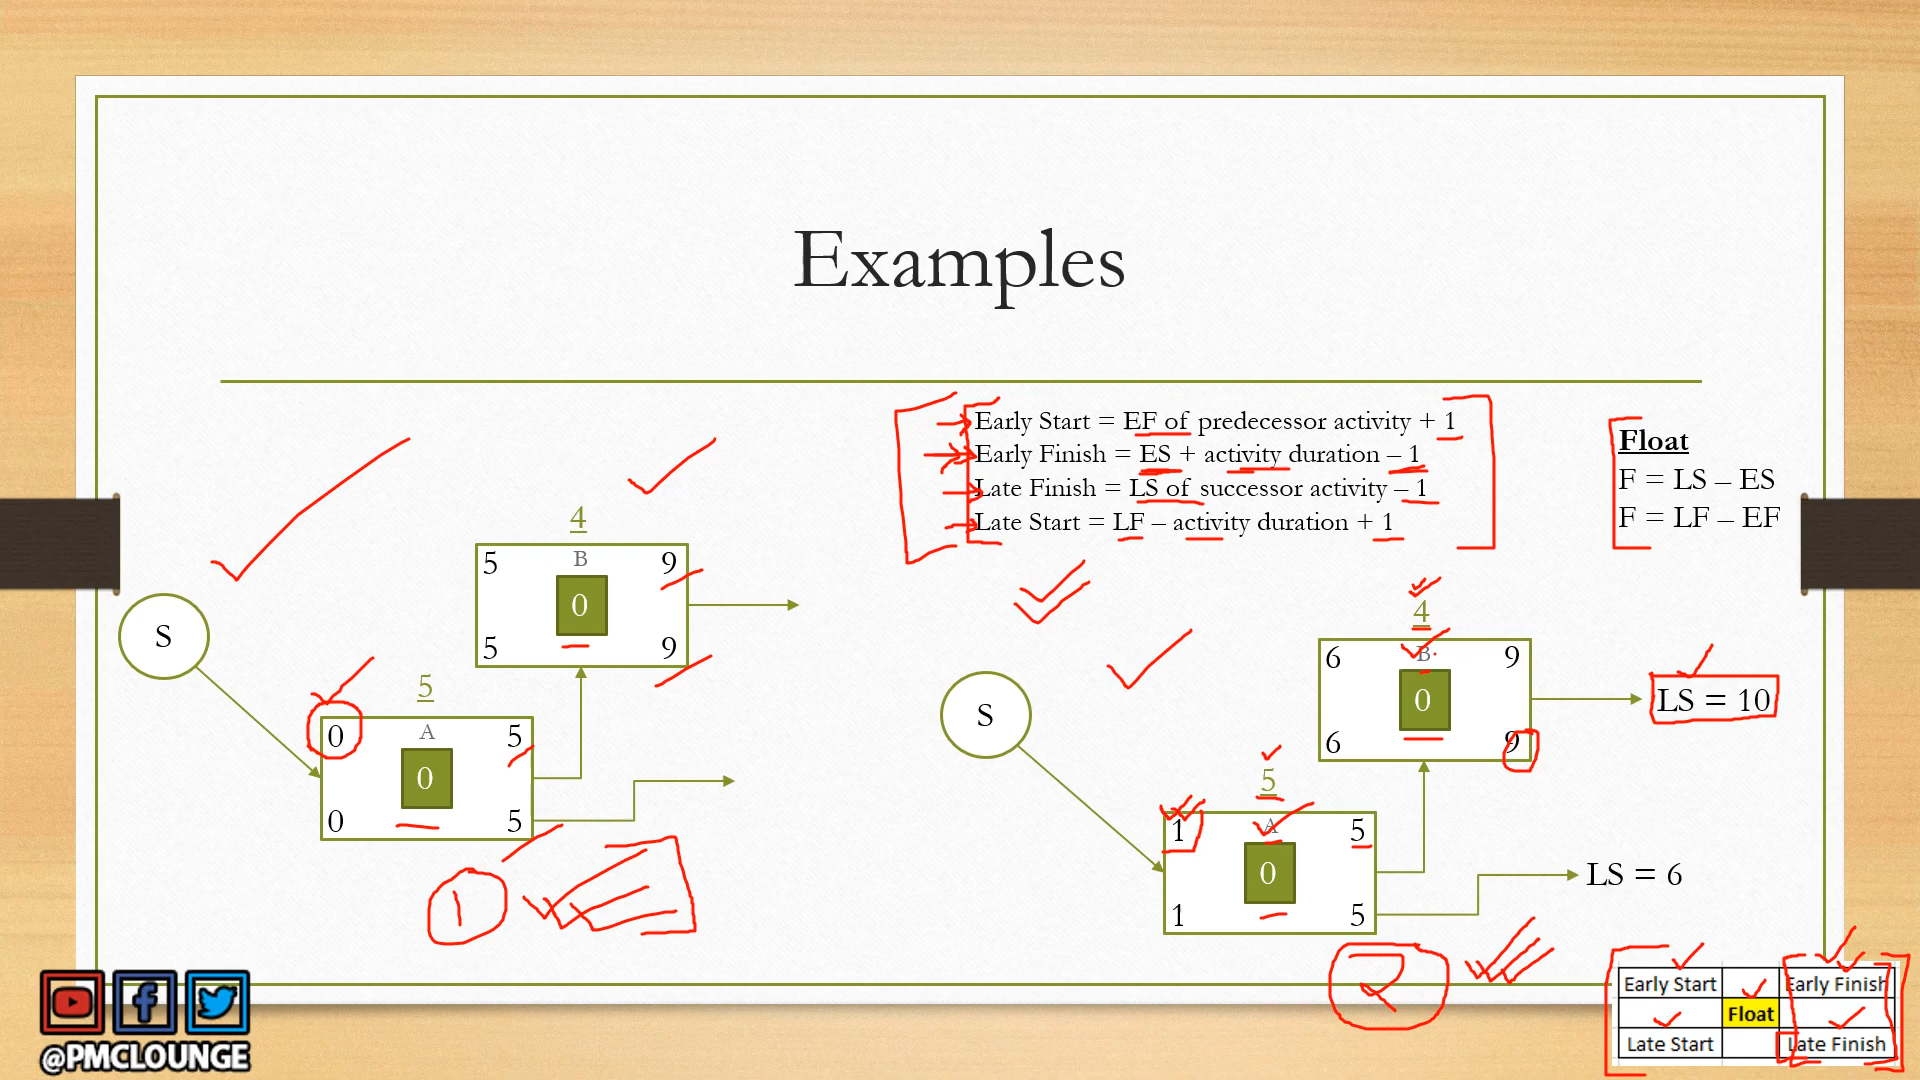 Examples
Early Start = EF of predecessor activity + 1
Early Finish = ES + activity duration – 1
Late Finish = LS of successor activity – 1
Late Start = LF – activity duration + 1
Float
F = LS – ES
F = LF – EF
S
4
5 B 9
0
5 9
5
0 A 5
0
0 5
1
S
4
6 B 9
0
6 9
LS = 10
5
1 A 5
0
1 5
LS = 6
2
Early Start Early Finish
Float
Late Start Late Finish
@PMCLOUNGE